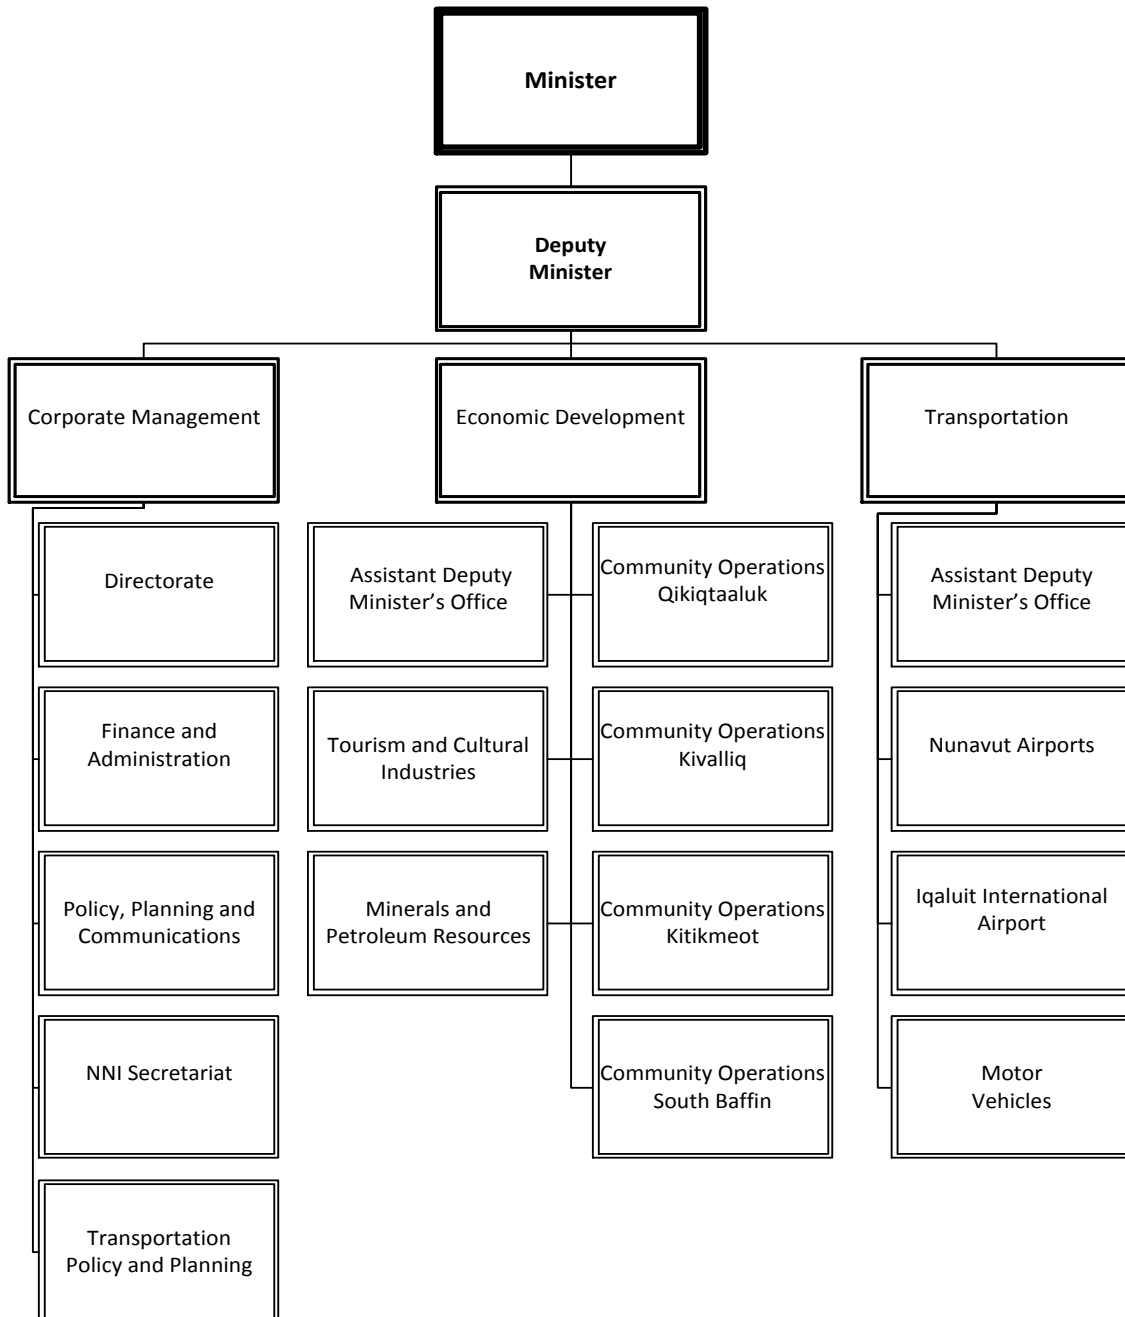 Minister
Deputy
Minister
Corporate Management
Economic Development
Transportation
Directorate
Finance and
Administration
Policy, Planning and
Communications
NNI Secretariat
Transportation
Policy and Planning
Assistant Deputy
Minister’s Office
Tourism and Cultural
Industries
Minerals and
Petroleum Resources
Community Operations
Qikiqtaaluk
Community Operations
Kivalliq
Community Operations
Kitikmeot
Community Operations
South Baffin
Assistant Deputy
Minister’s Office
Nunavut Airports
Iqaluit International
Airport
Motor
Vehicles